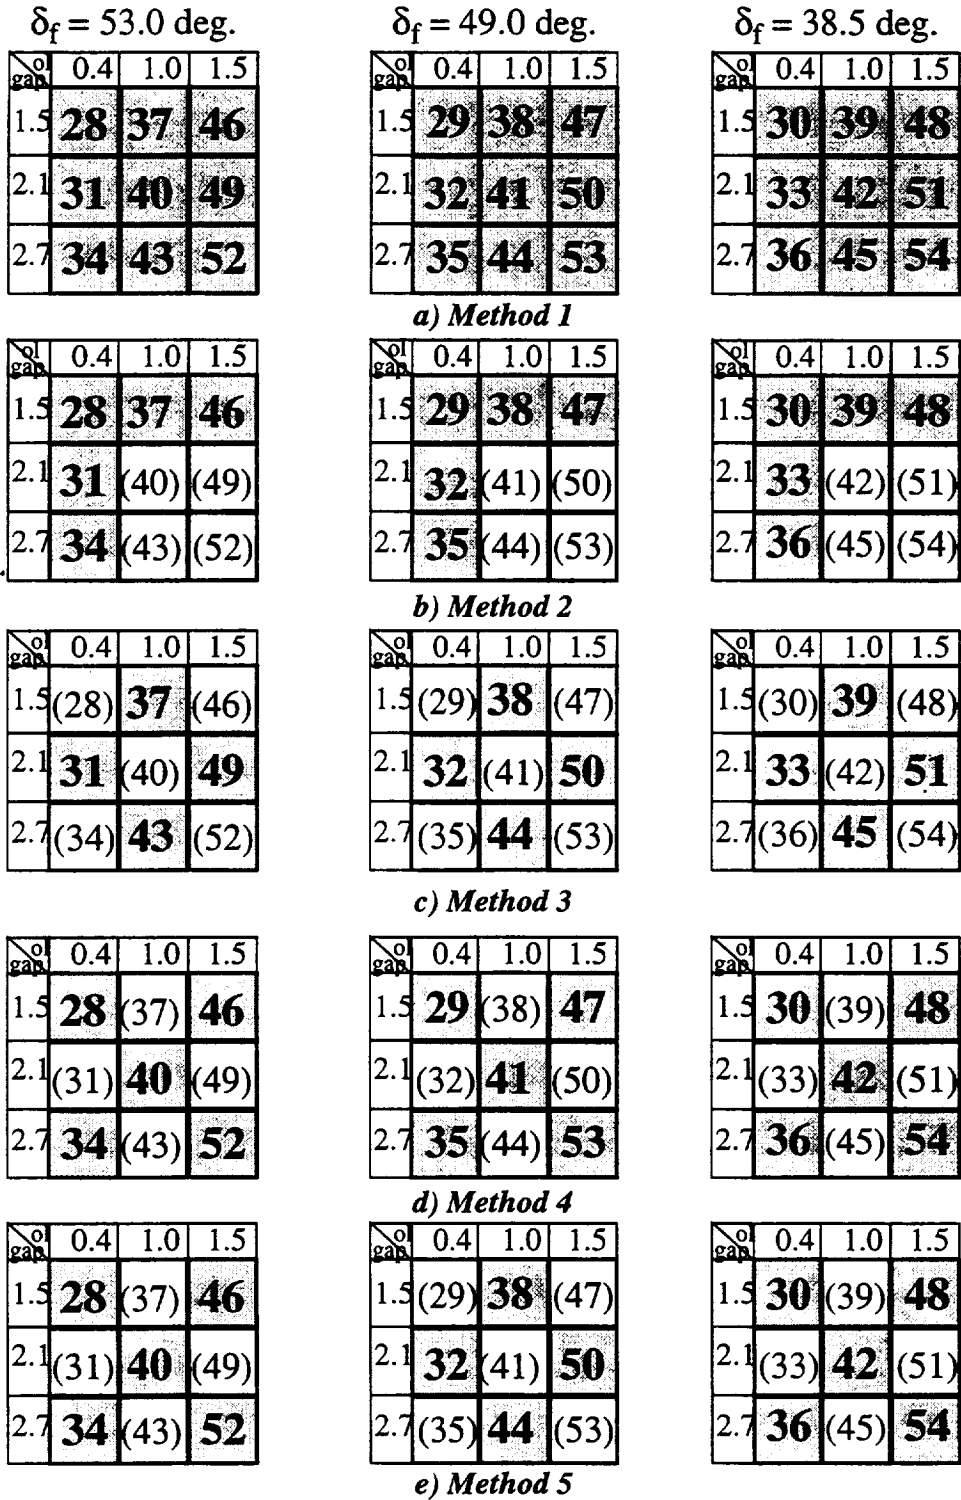 δf = 53.0 deg. δf = 49.0 deg. δf = 38.5 deg.
ol gap 0.4 1.0 1.5 ol gap 0.4 1.0 1.5 ol gap 0.4 1.0 1.5
1.5 28 37 46 1.5 29 38 47 1.5 30 39 48
2.1 31 40 49 2.1 32 41 50 2.1 33 42 51
2.7 34 43 52 2.7 35 44 53 2.7 36 45 54
a) Method 1
ol gap 0.4 1.0 1.5 ol gap 0.4 1.0 1.5 ol gap 0.4 1.0 1.5
1.5 28 37 46 1.5 29 38 47 1.5 30 39 48
2.1 31 (40) (49) 2.1 32 (41) (50) 2.1 33 (42) (51)
2.7 34 (43) (52) 2.7 35 (44) (53) 2.7 36 (45) (54)
b) Method 2
ol gap 0.4 1.0 1.5 ol gap 0.4 1.0 1.5 ol gap 0.4 1.0 1.5
1.5 (28) 37 (46) 1.5 (29) 38 (47) 1.5 (30) 39 (48)
2.1 31 (40) 49 2.1 32 (41) 50 2.1 33 (42) 51
2.7 (34) 43 (52) 2.7 (35) 44 (53) 2.7 (36) 45 (54)
c) Method 3
ol gap 0.4 1.0 1.5 ol gap 0.4 1.0 1.5 ol gap 0.4 1.0 1.5
1.5 28 (37) 46 1.5 29 (38) 47 1.5 30 (39) 48
2.1 (31) 40 (49) 2.1 (32) 41 (50) 2.1 (33) 42 (51)
2.7 34 (43) 52 2.7 35 (44) 53 2.7 36 (45) 54
d) Method 4
ol gap 0.4 1.0 1.5 ol gap 0.4 1.0 1.5 ol gap 0.4 1.0 1.5
1.5 28 (37) 46 1.5 (29) 38 (47) 1.5 30 (39) 48
2.1 (31) 40 (49) 2.1 32 (41) 50 2.1 (33) 42 (51)
2.7 34 (43) 52 2.7 (35) 44 (53) 2.7 36 (45) 54
e) Method 5